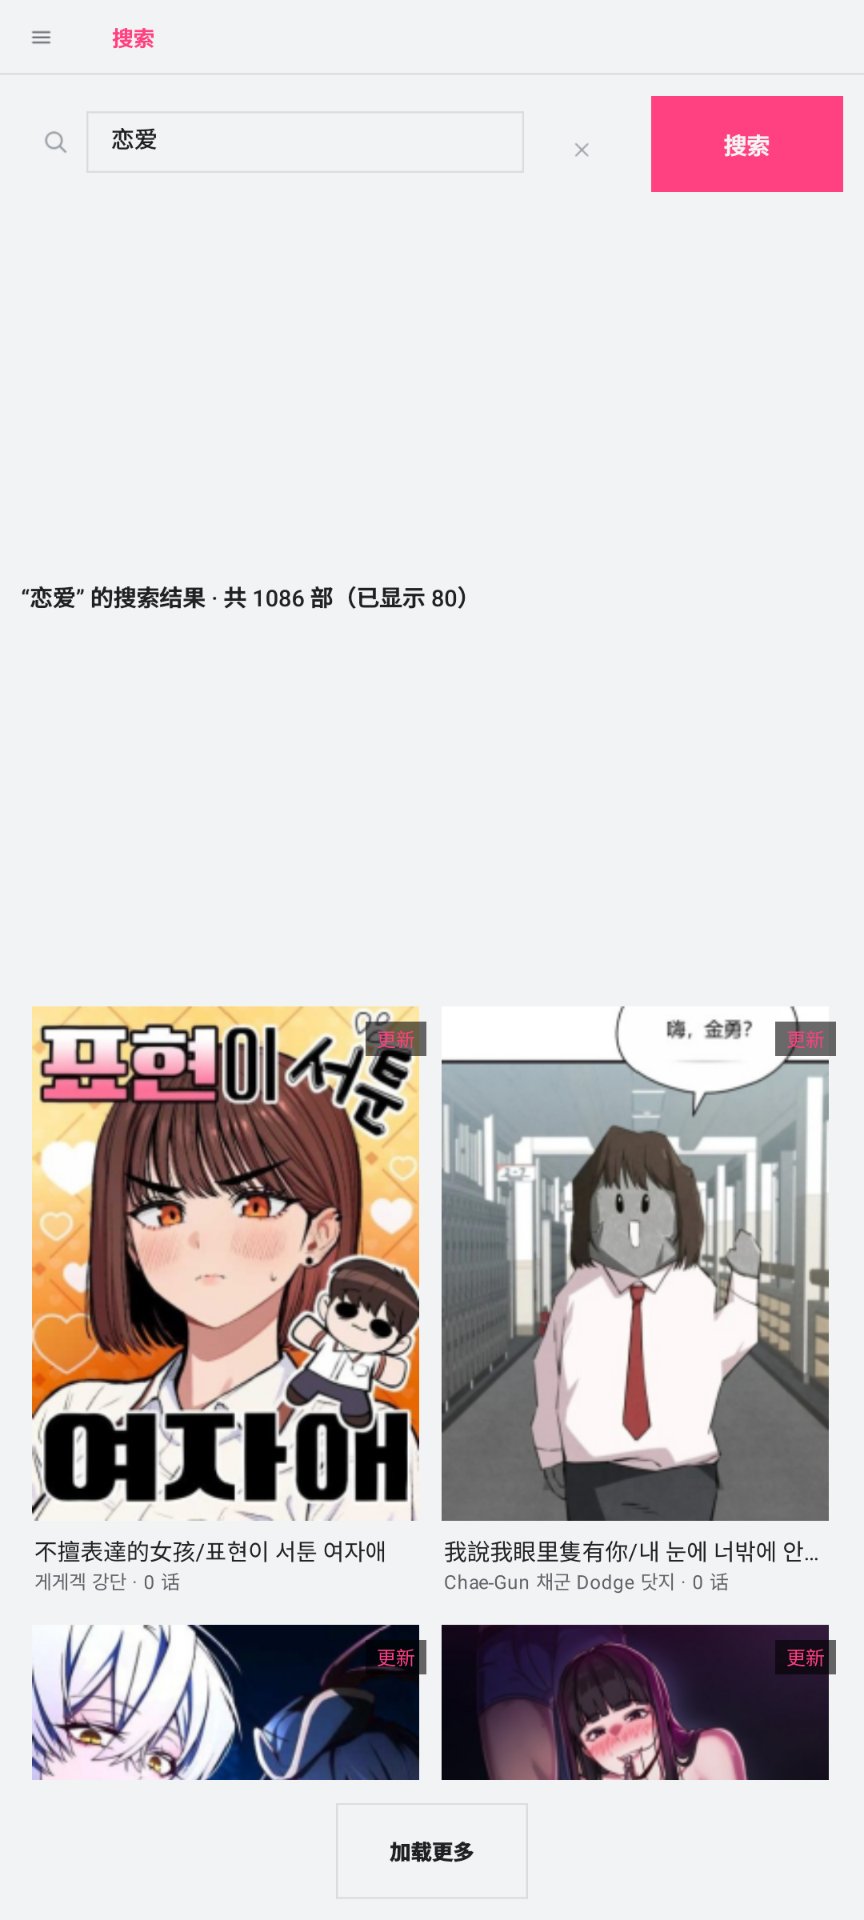 搜索
恋爱
搜索
“恋爱” 的搜索结果 · 共 1086 部（已显示 80）
표현이 서툰
更新
여자애
嗨，金勇?
更新
2-2
不擅表達的女孩/표현이 서툰 여자애
게게겍 강단 · 0 话
我說我眼里隻有你/내 눈에 너밖에 안...
Chae-Gun 채군 Dodge 닷지 · 0 话
更新
更新
加载更多